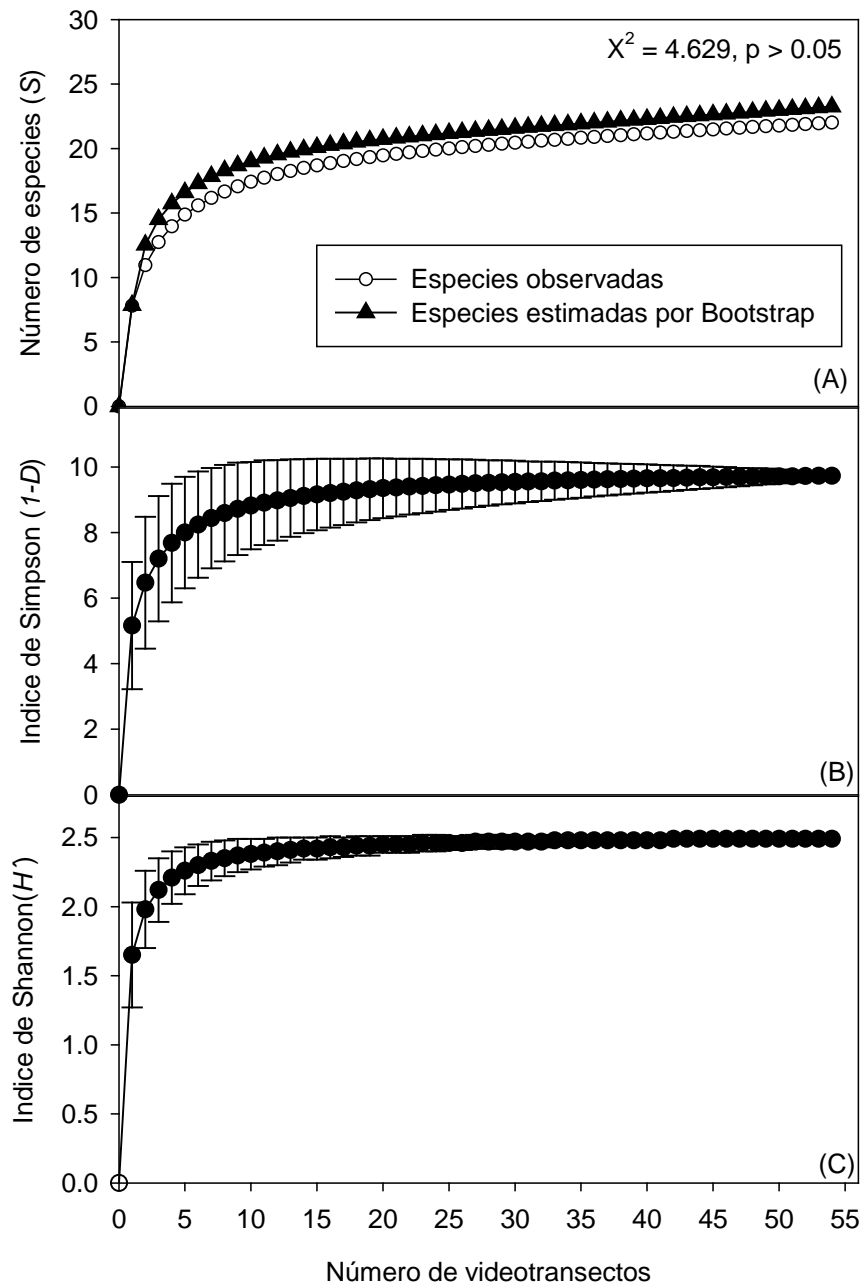 30
25
20
15
10
5
0
Número de especies (S)
X² = 4.629, p > 0.05
Especies observadas
Especies estimadas por Bootstrap
(A)
10
8
6
4
2
0
Indice de Simpson (1-D)
(B)
2.5
2.0
1.5
1.0
0.5
0.0
Indice de Shannon(H')
(C)
0 5 10 15 20 25 30 35 40 45 50 55
Número de videotransectos